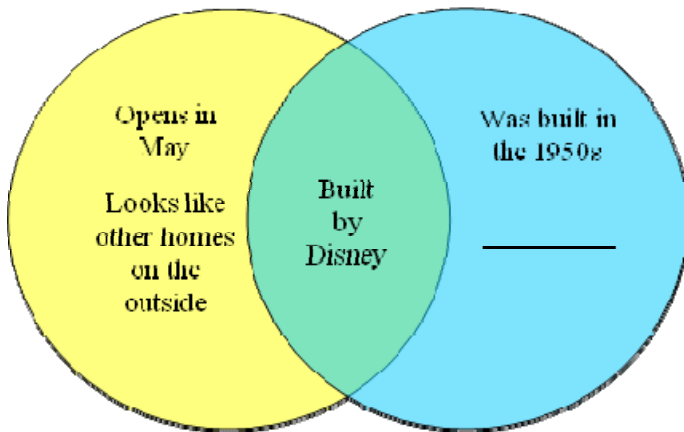 Opens in
May
Looks like
other homes
on the
outside
Built
by
Disney
Was built in
the 1950s